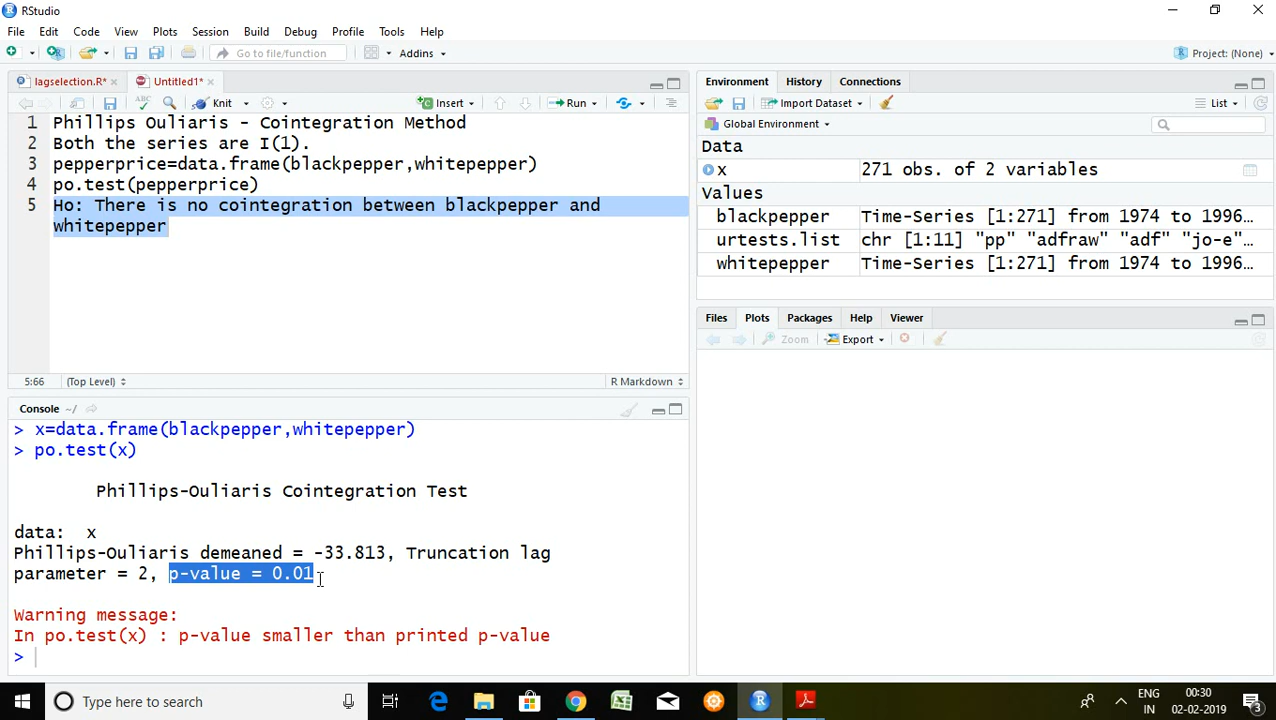 RStudio
File Edit Code View Plots Session Build Debug Profile Tools Help
Go to file/function Addins Project: (None)
lagselection.R* Untitled1*
ABC Knit Insert Run
1 Phillips Ouliaris - Cointegration Method
2 Both the series are I(1).
3 pepperprice=data.frame(blackpepper,whitepepper)
4 po.test(pepperprice)
5 Ho: There is no cointegration between blackpepper and
whitepepper
5:66 (Top Level) R Markdown
Console ~/
> x=data.frame(blackpepper,whitepepper)
> po.test(x)
Phillips-Ouliaris Cointegration Test
data: x
Phillips-Ouliaris demeaned = -33.813, Truncation lag
parameter = 2, p-value = 0.01
Warning message:
In po.test(x) : p-value smaller than printed p-value
>
Environment History Connections
Import Dataset List
Global Environment
Data
x 271 obs. of 2 variables
Values
blackpepper Time-Series [1:271] from 1974 to 1996…
urtests.list chr [1:11] "pp" "adfraw" "adf" "jo-e"…
whitepepper Time-Series [1:271] from 1974 to 1996…
Files Plots Packages Help Viewer
Zoom Export
Type here to search
ENG 00:30
IN 02-02-2019 3